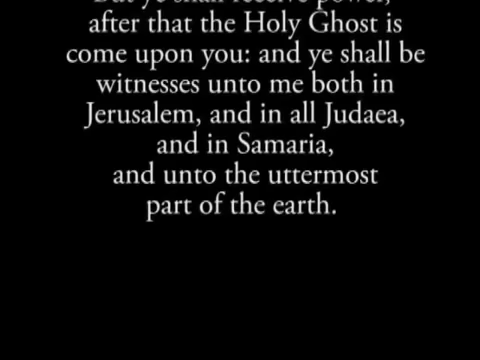 But ye shall receive power,
after that the Holy Ghost is
come upon you: and ye shall be
witnesses unto me both in
Jerusalem, and in all Judaea,
and in Samaria,
and unto the uttermost
part of the earth.